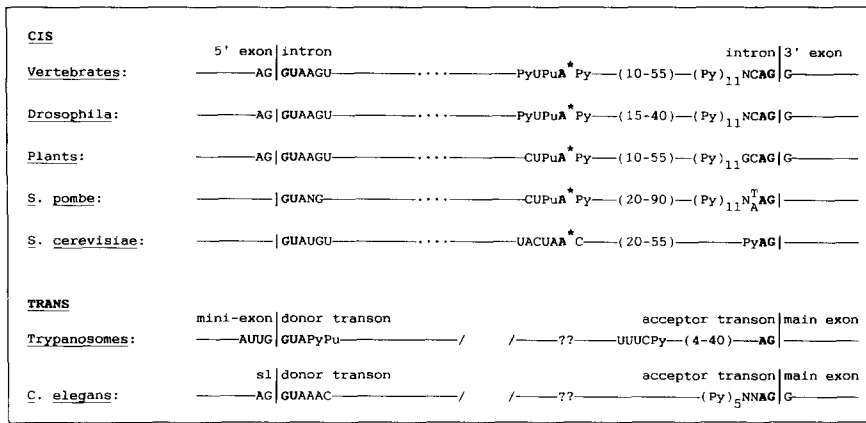 CIS
5' exon|intron intron|3' exon
Vertebrates: AG|GUAAGU .... PyUPuA*Py—(10-55)—(Py)11NCAG|G
Drosophila: AG|GUAAGU .... PyUPuA*Py—(15-40)—(Py)11NCAG|G
Plants: AG|GUAAGU .... CUPuA*Py—(10-55)—(Py)11GCAG|G
S. pombe: |GUANG .... CUPuA*Py—(20-90)—(Py)11N T/A AG|
S. cerevisiae: |GUAUGU .... UACUAA*C—(20-55)—PyAG|
TRANS
mini-exon|donor transon acceptor transon|main exon
Trypanosomes: AUUG|GUAPyPu—/ /—??—UUUCPy—(4-40)—AG|
sl|donor transon acceptor transon|main exon
C. elegans: AG|GUAAAC—/ /—??—(Py)5NNAG|G